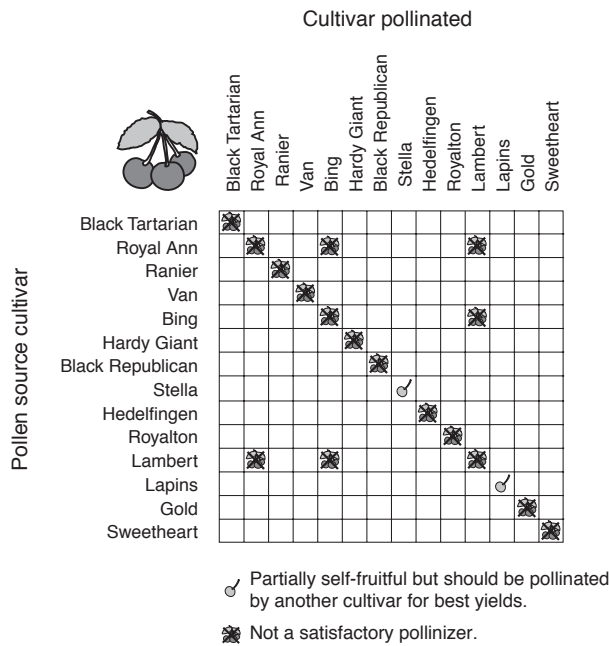 Cultivar pollinated
Black Tartarian
Royal Ann
Ranier
Van
Bing
Hardy Giant
Black Republican
Stella
Hedelfingen
Royalton
Lambert
Lapins
Gold
Sweetheart
Pollen source cultivar
Black Tartarian
Royal Ann
Ranier
Van
Bing
Hardy Giant
Black Republican
Stella
Hedelfingen
Royalton
Lambert
Lapins
Gold
Sweetheart
Partially self-fruitful but should be pollinated
by another cultivar for best yields.
Not a satisfactory pollinizer.